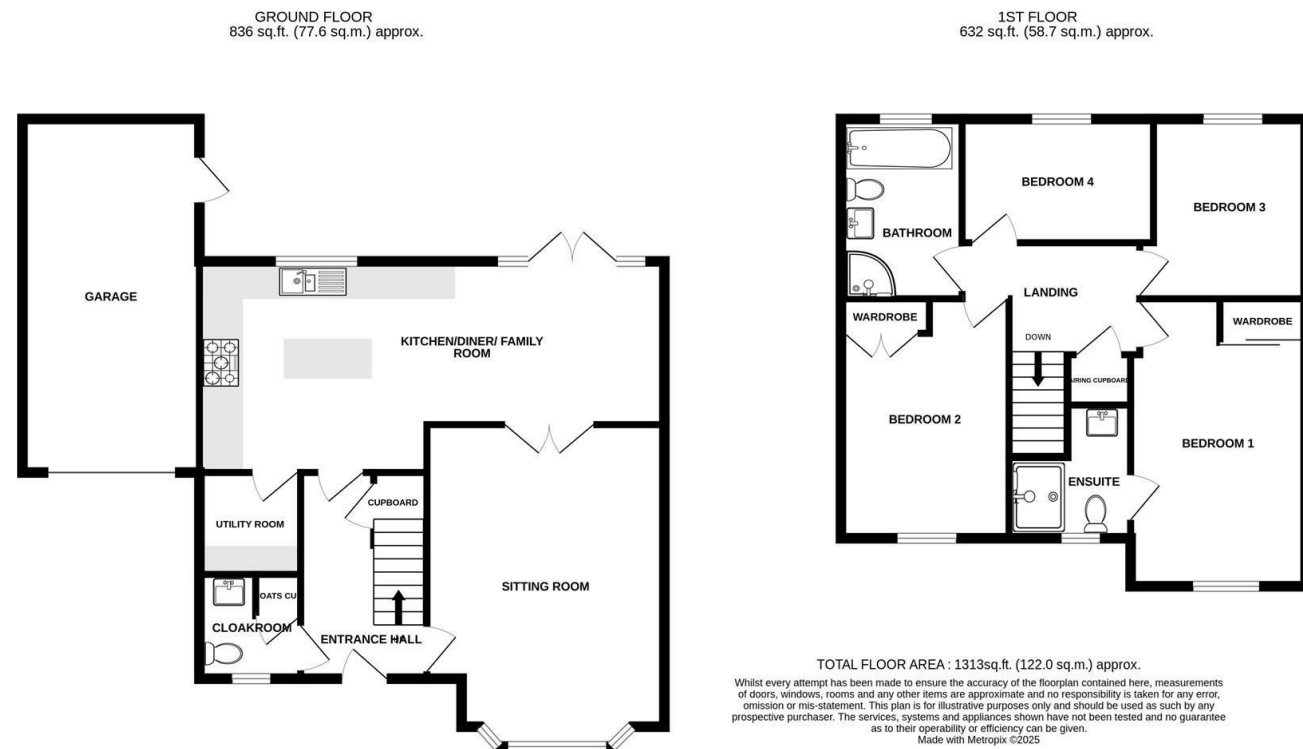 GROUND FLOOR
836 sq.ft. (77.6 sq.m.) approx.
1ST FLOOR
632 sq.ft. (58.7 sq.m.) approx.
GARAGE
KITCHEN/DINER/ FAMILY
ROOM
CUPBOARD
UTILITY ROOM
SITTING ROOM
OATS CU
CLOAKROOM
ENTRANCE HALL
BEDROOM 4
BEDROOM 3
BATHROOM
LANDING
WARDROBE
WARDROBE
DOWN
AIRING CUPBOARD
BEDROOM 2
BEDROOM 1
ENSUITE
TOTAL FLOOR AREA : 1313sq.ft. (122.0 sq.m.) approx.
Whilst every attempt has been made to ensure the accuracy of the floorplan contained here, measurements
of doors, windows, rooms and any other items are approximate and no responsibility is taken for any error,
omission or mis-statement. This plan is for illustrative purposes only and should be used as such by any
prospective purchaser. The services, systems and appliances shown have not been tested and no guarantee
as to their operability or efficiency can be given.
Made with Metropix ©2025